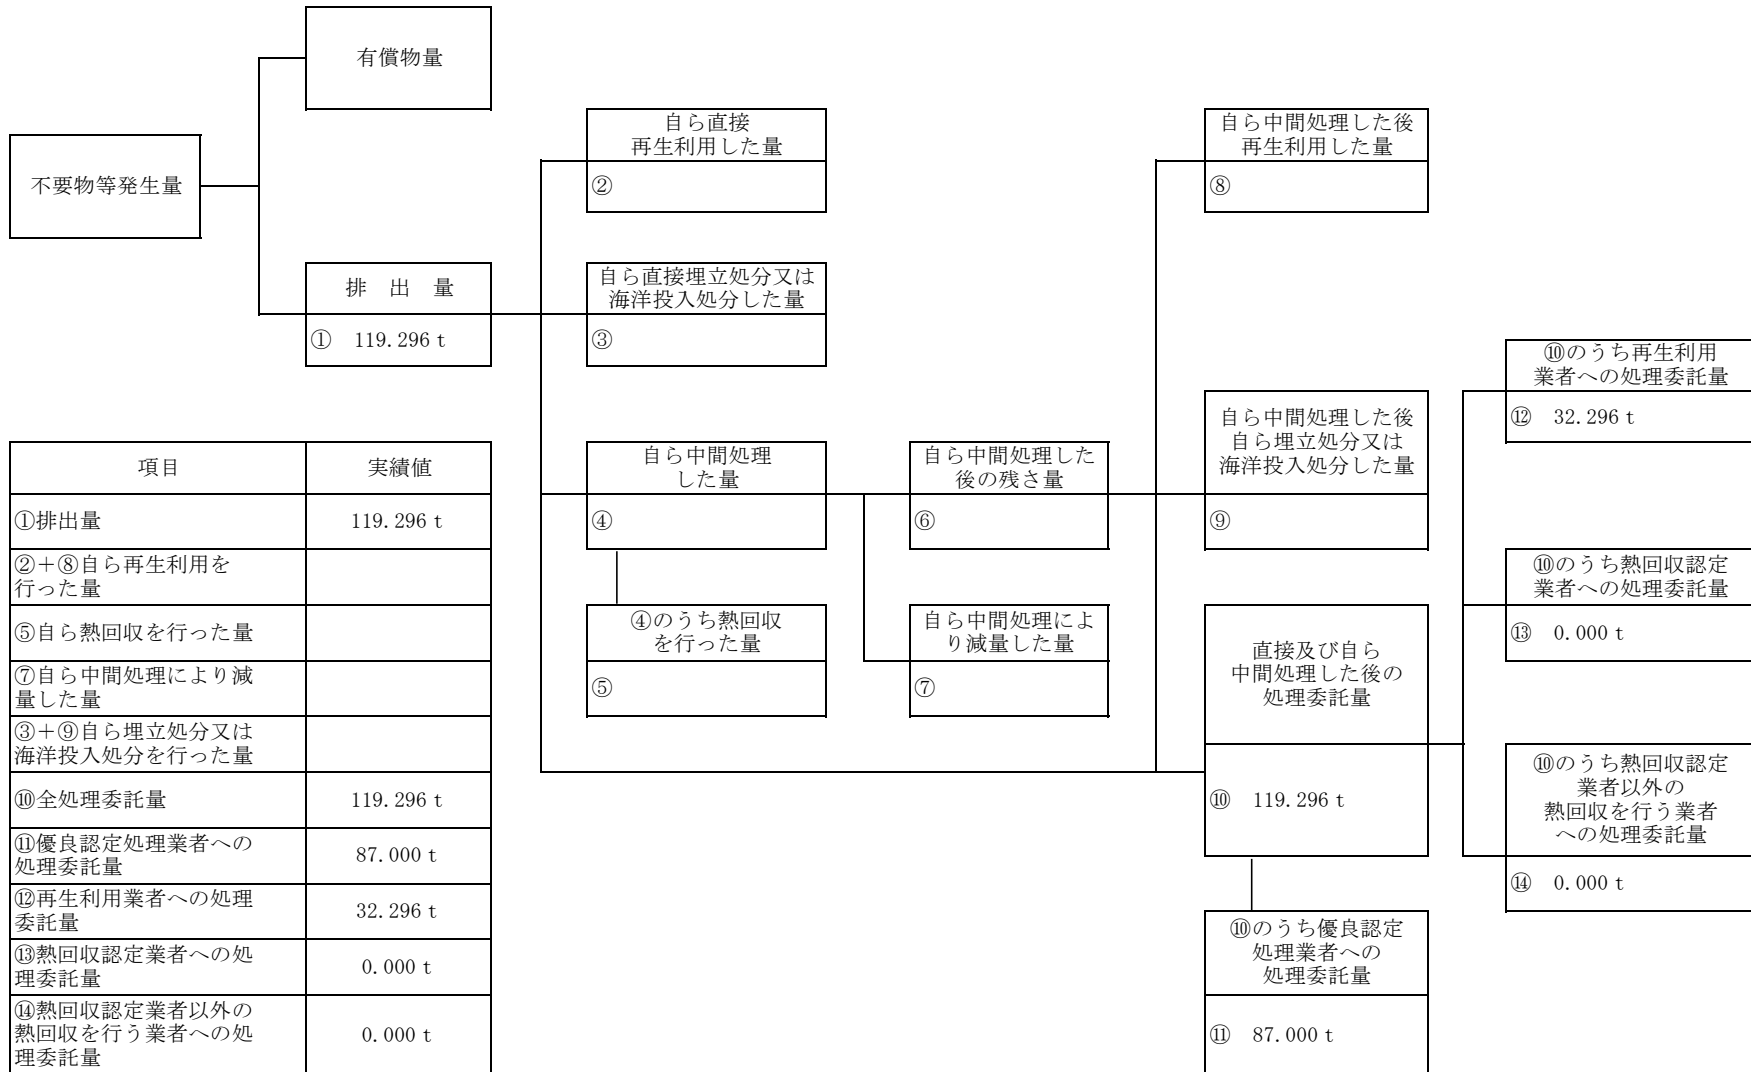 有償物量
不要物等発生量
排　出　量
①　119.296 t
自ら直接
再生利用した量
②
自ら直接埋立処分又は
海洋投入処分した量
③
自ら中間処理
した量
④
④のうち熱回収
を行った量
⑤
自ら中間処理した
後の残さ量
⑥
自ら中間処理によ
り減量した量
⑦
自ら中間処理した後
再生利用した量
⑧
自ら中間処理した後
自ら埋立処分又は
海洋投入処分した量
⑨
直接及び自ら
中間処理した後の
処理委託量
⑩　119.296 t
⑩のうち優良認定
処理業者への
処理委託量
⑪　87.000 t
⑩のうち再生利用
業者への処理委託量
⑫　32.296 t
⑩のうち熱回収認定
業者への処理委託量
⑬　0.000 t
⑩のうち熱回収認定
業者以外の
熱回収を行う業者
への処理委託量
⑭　0.000 t
項目　実績値
①排出量　119.296 t
②＋⑧自ら再生利用を
行った量
⑤自ら熱回収を行った量
⑦自ら中間処理により減
量した量
③＋⑨自ら埋立処分又は
海洋投入処分を行った量
⑩全処理委託量　119.296 t
⑪優良認定処理業者への
処理委託量　87.000 t
⑫再生利用業者への処理
委託量　32.296 t
⑬熱回収認定業者への処
理委託量　0.000 t
⑭熱回収認定業者以外の
熱回収を行う業者への処
理委託量　0.000 t